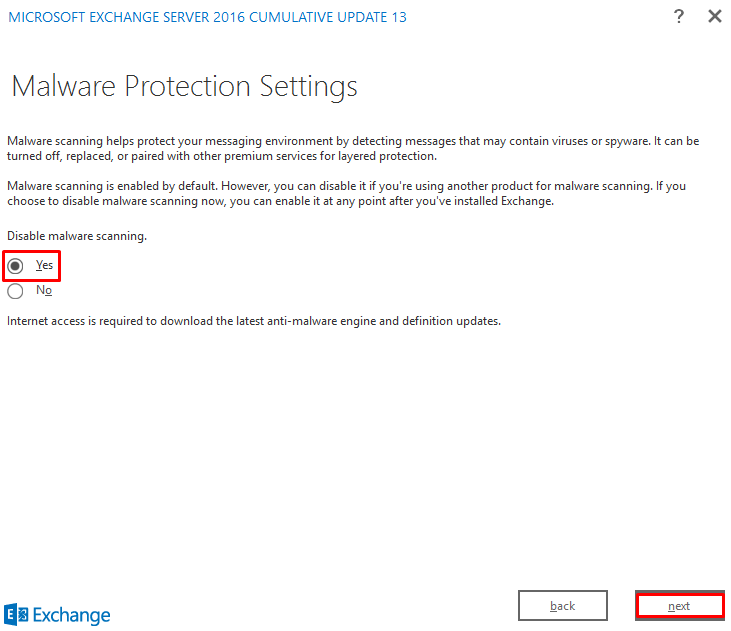 MICROSOFT EXCHANGE SERVER 2016 CUMULATIVE UPDATE 13
?
Malware Protection Settings
Malware scanning helps protect your messaging environment by detecting messages that may contain viruses or spyware. It can be
turned off, replaced, or paired with other premium services for layered protection.
Malware scanning is enabled by default. However, you can disable it if you're using another product for malware scanning. If you
choose to disable malware scanning now, you can enable it at any point after you've installed Exchange.
Disable malware scanning.
Yes
No
Internet access is required to download the latest anti-malware engine and definition updates.
back
next
Exchange